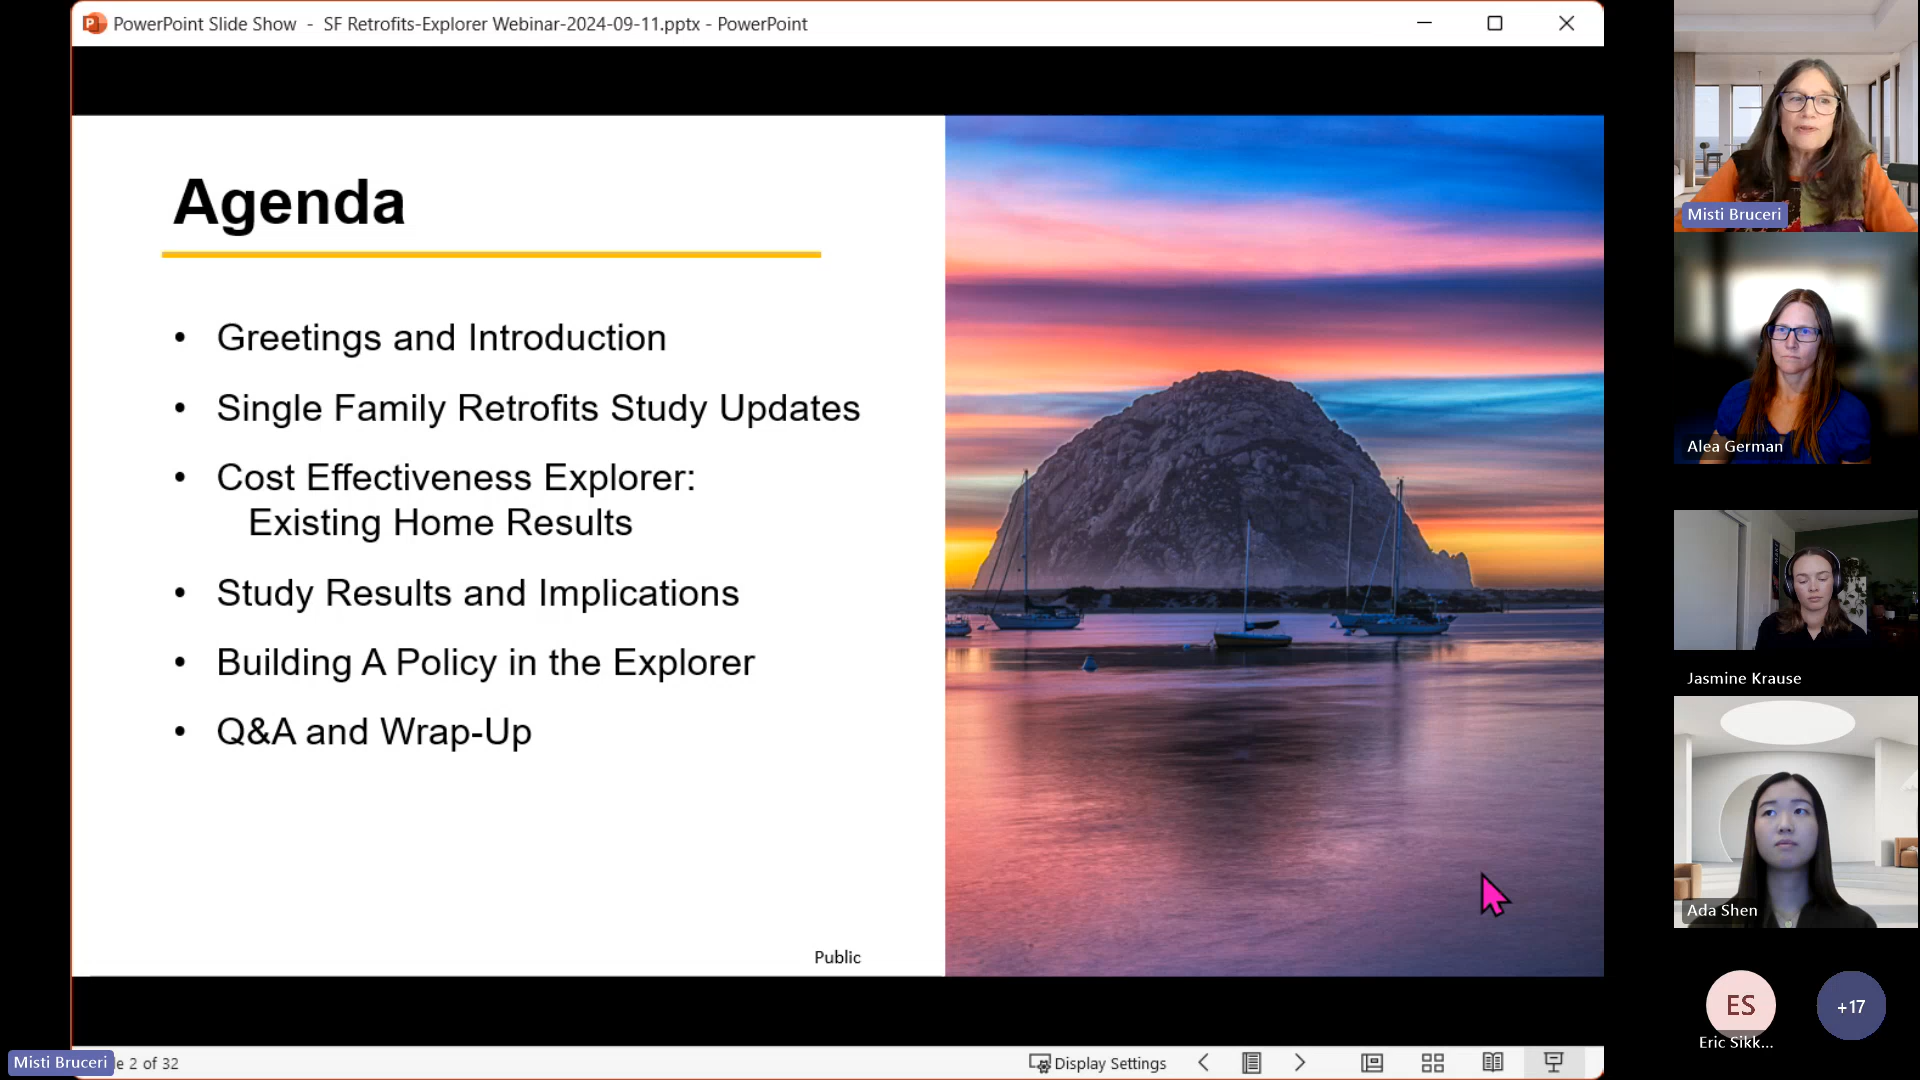 PowerPoint Slide Show - SF Retrofits-Explorer Webinar-2024-09-11.pptx - PowerPoint
Agenda
• Greetings and Introduction
• Single Family Retrofits Study Updates
• Cost Effectiveness Explorer:
Existing Home Results
• Study Results and Implications
• Building A Policy in the Explorer
• Q&A and Wrap-Up
Public
Misti Bruceri
Alea German
Jasmine Krause
Ada Shen
ES
+17
Eric Sikk...
Misti Bruceri
2 of 32
Display Settings